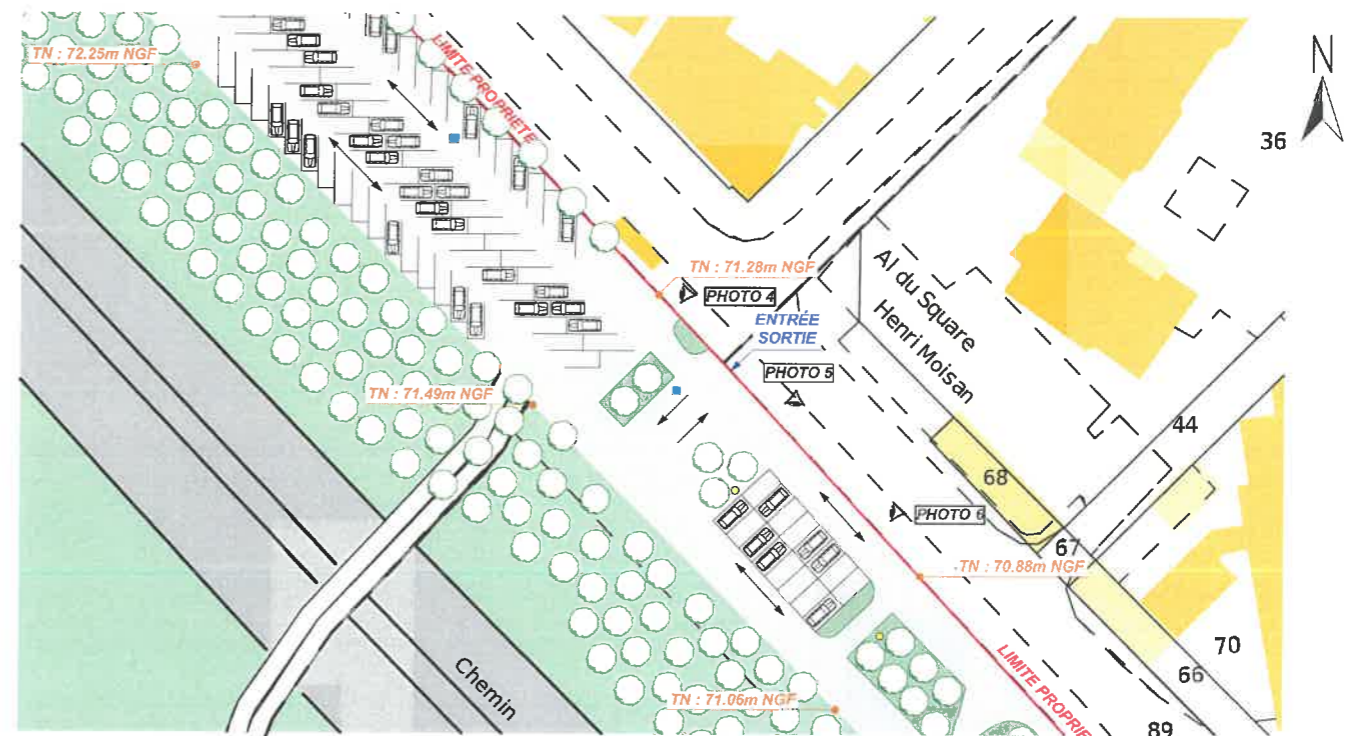 TN : 72.25m NGF
LIMITE PROPRIETE
N
36
TN : 71.28m NGF
PHOTO 4
ENTRÉE
SORTIE
PHOTO 5
Al du Square
Henri Moisan
TN : 71.49m NGF
44
68
PHOTO 6
67
TN : 70.88m NGF
Chemin
TN : 71.06m NGF
LIMITE PROPRIE
70
66
89